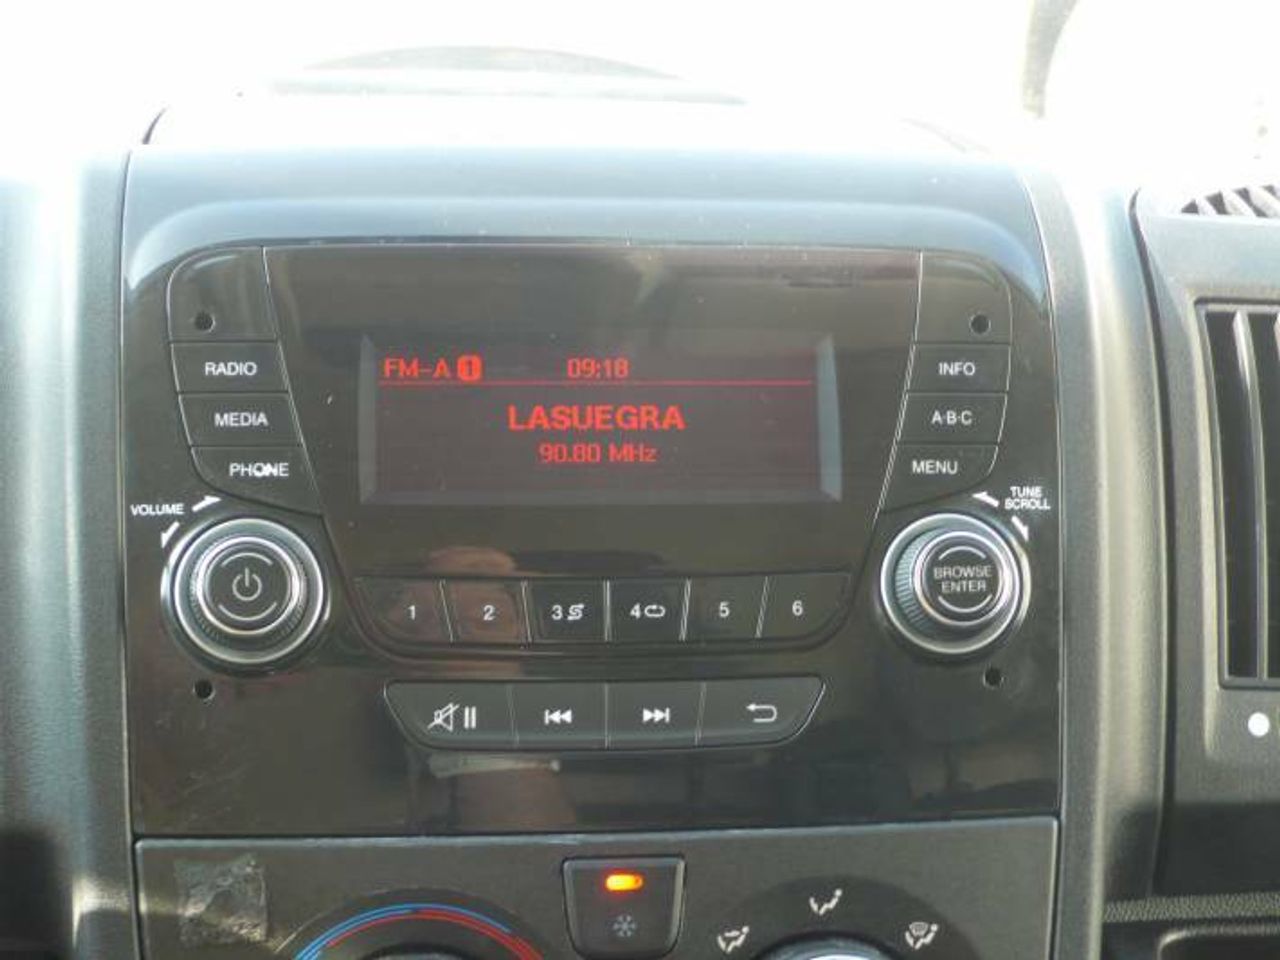 FM-A 1 09:18
LASUEGRA
90.80 MHz
RADIO
MEDIA
PHONE
INFO
A·B·C
MENU
VOLUME
TUNE
SCROLL
BROWSE
ENTER
1 2 3 4 5 6